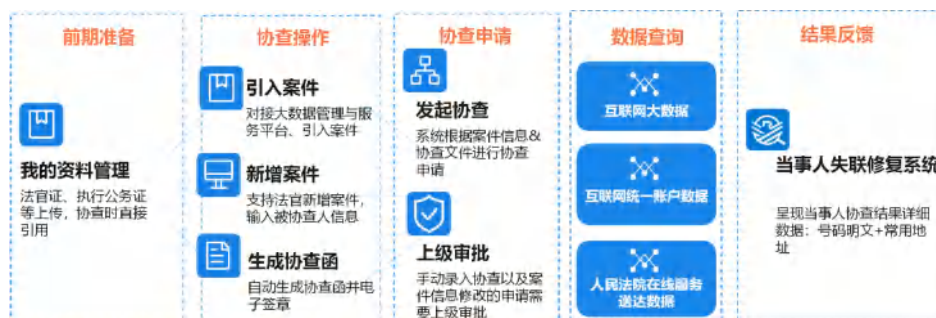 前期准备
我的资料管理
法官证、执行公务证
等上传，协查时直接
引用
协查操作
引入案件
对接大数据管理与服
务平台、引入案件
新增案件
支持法官新增案件，
输入被协查人信息
生成协查函
自动生成协查函并电
子签章
协查申请
发起协查
系统根据案件信息&
协查文件进行协查
申请
上级审批
手动录入协查以及案
件信息修改的申请需
要上级审批
数据查询
互联网大数据
互联网统一账户数据
人民法院在线服务
送达数据
结果反馈
当事人失联修复系统
呈现当事人协查结果详细
数据：号码明文+常用地
址